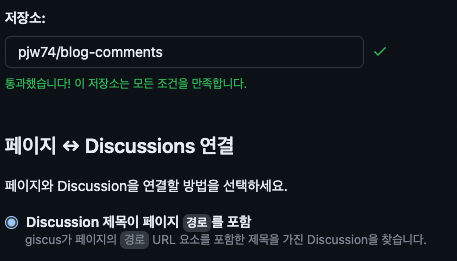 저장소:
pjw74/blog-comments
통과했습니다! 이 저장소는 모든 조건을 만족합니다.
페이지 ↔ Discussions 연결
페이지와 Discussion을 연결할 방법을 선택하세요.
Discussion 제목이 페이지 경로를 포함
giscus가 페이지의 경로 URL 요소를 포함한 제목을 가진 Discussion을 찾습니다.